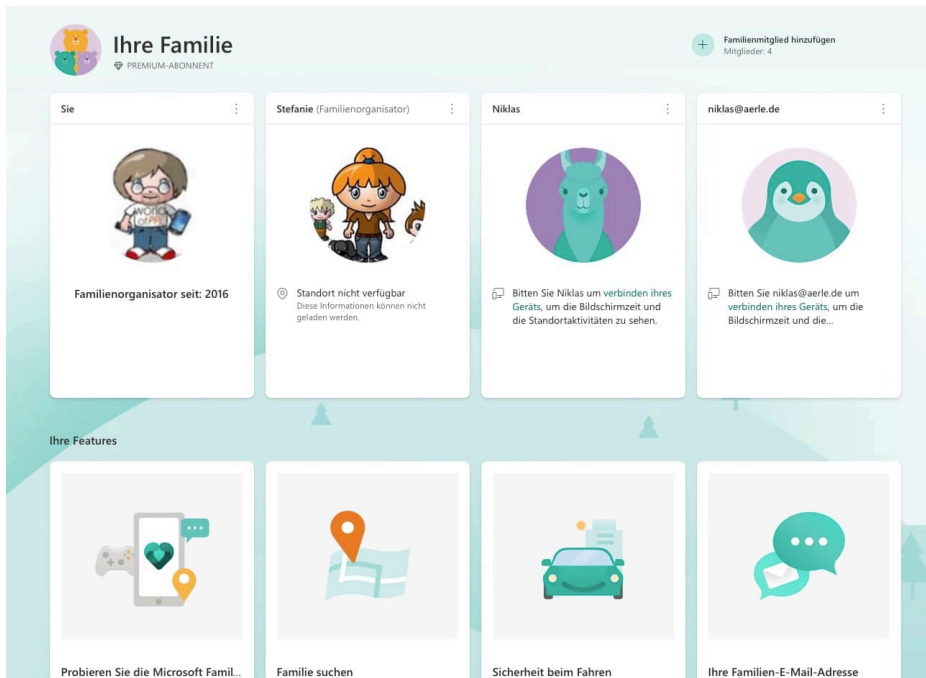 Ihre Familie
PREMIUM-ABONNENT
Familienmitglied hinzufügen
Mitglieder: 4
Sie
Stefanie (Familienorganisator)
Niklas
niklas@aerle.de
world
of PPC
Familienorganisator seit: 2016
Standort nicht verfügbar
Diese Informationen können nicht
geladen werden.
Bitten Sie Niklas um verbinden ihres
Geräts, um die Bildschirmzeit und
die Standortaktivitäten zu sehen.
Bitten Sie niklas@aerle.de um
verbinden ihres Geräts, um die
Bildschirmzeit und die...
Ihre Features
Probieren Sie die Microsoft Famil...
Familie suchen
Sicherheit beim Fahren
Ihre Familien-E-Mail-Adresse